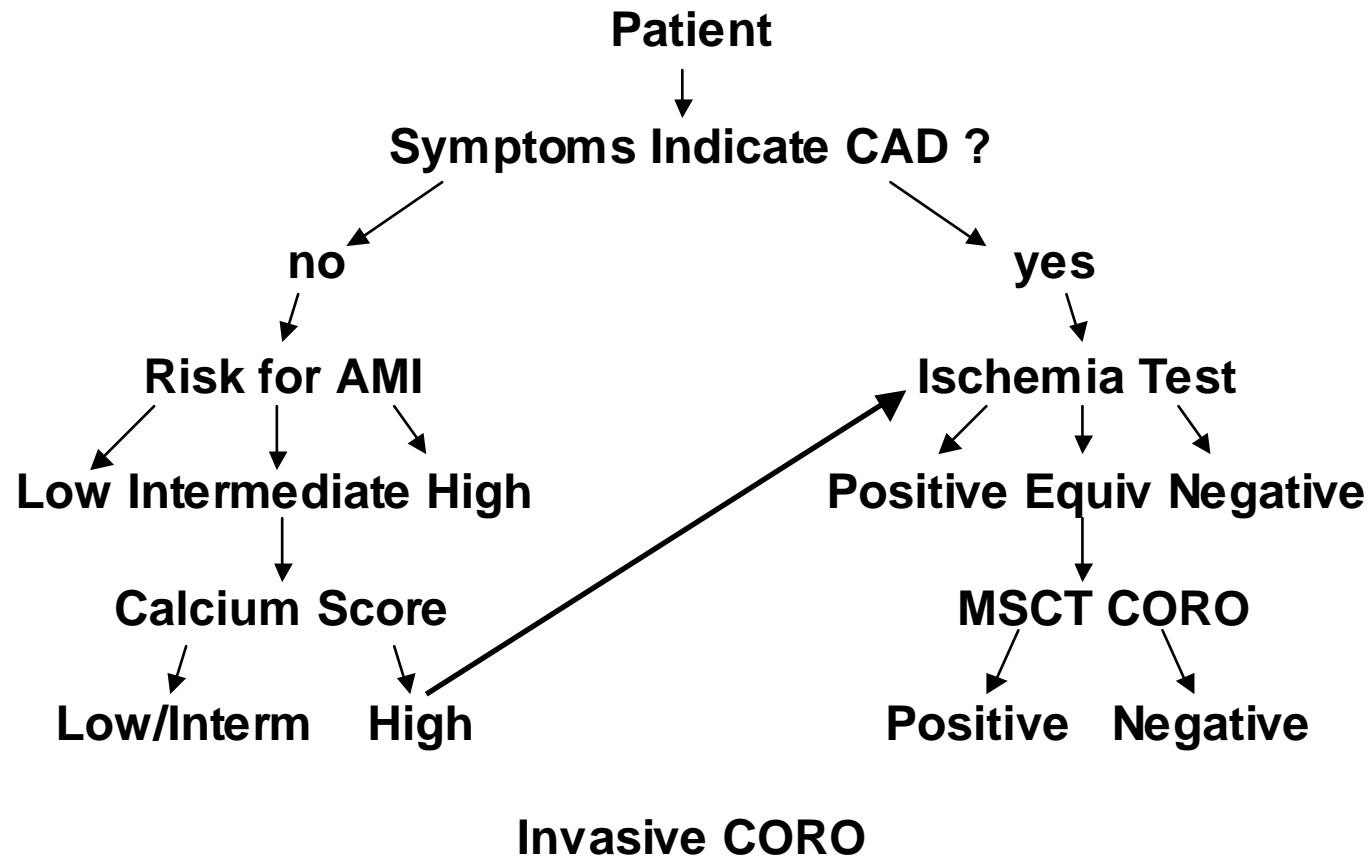 Patient
Symptoms Indicate CAD ?
no yes
Risk for AMI Ischemia Test
Low Intermediate High Positive Equiv Negative
Calcium Score MSCT CORO
Low/Interm High Positive Negative
Invasive CORO